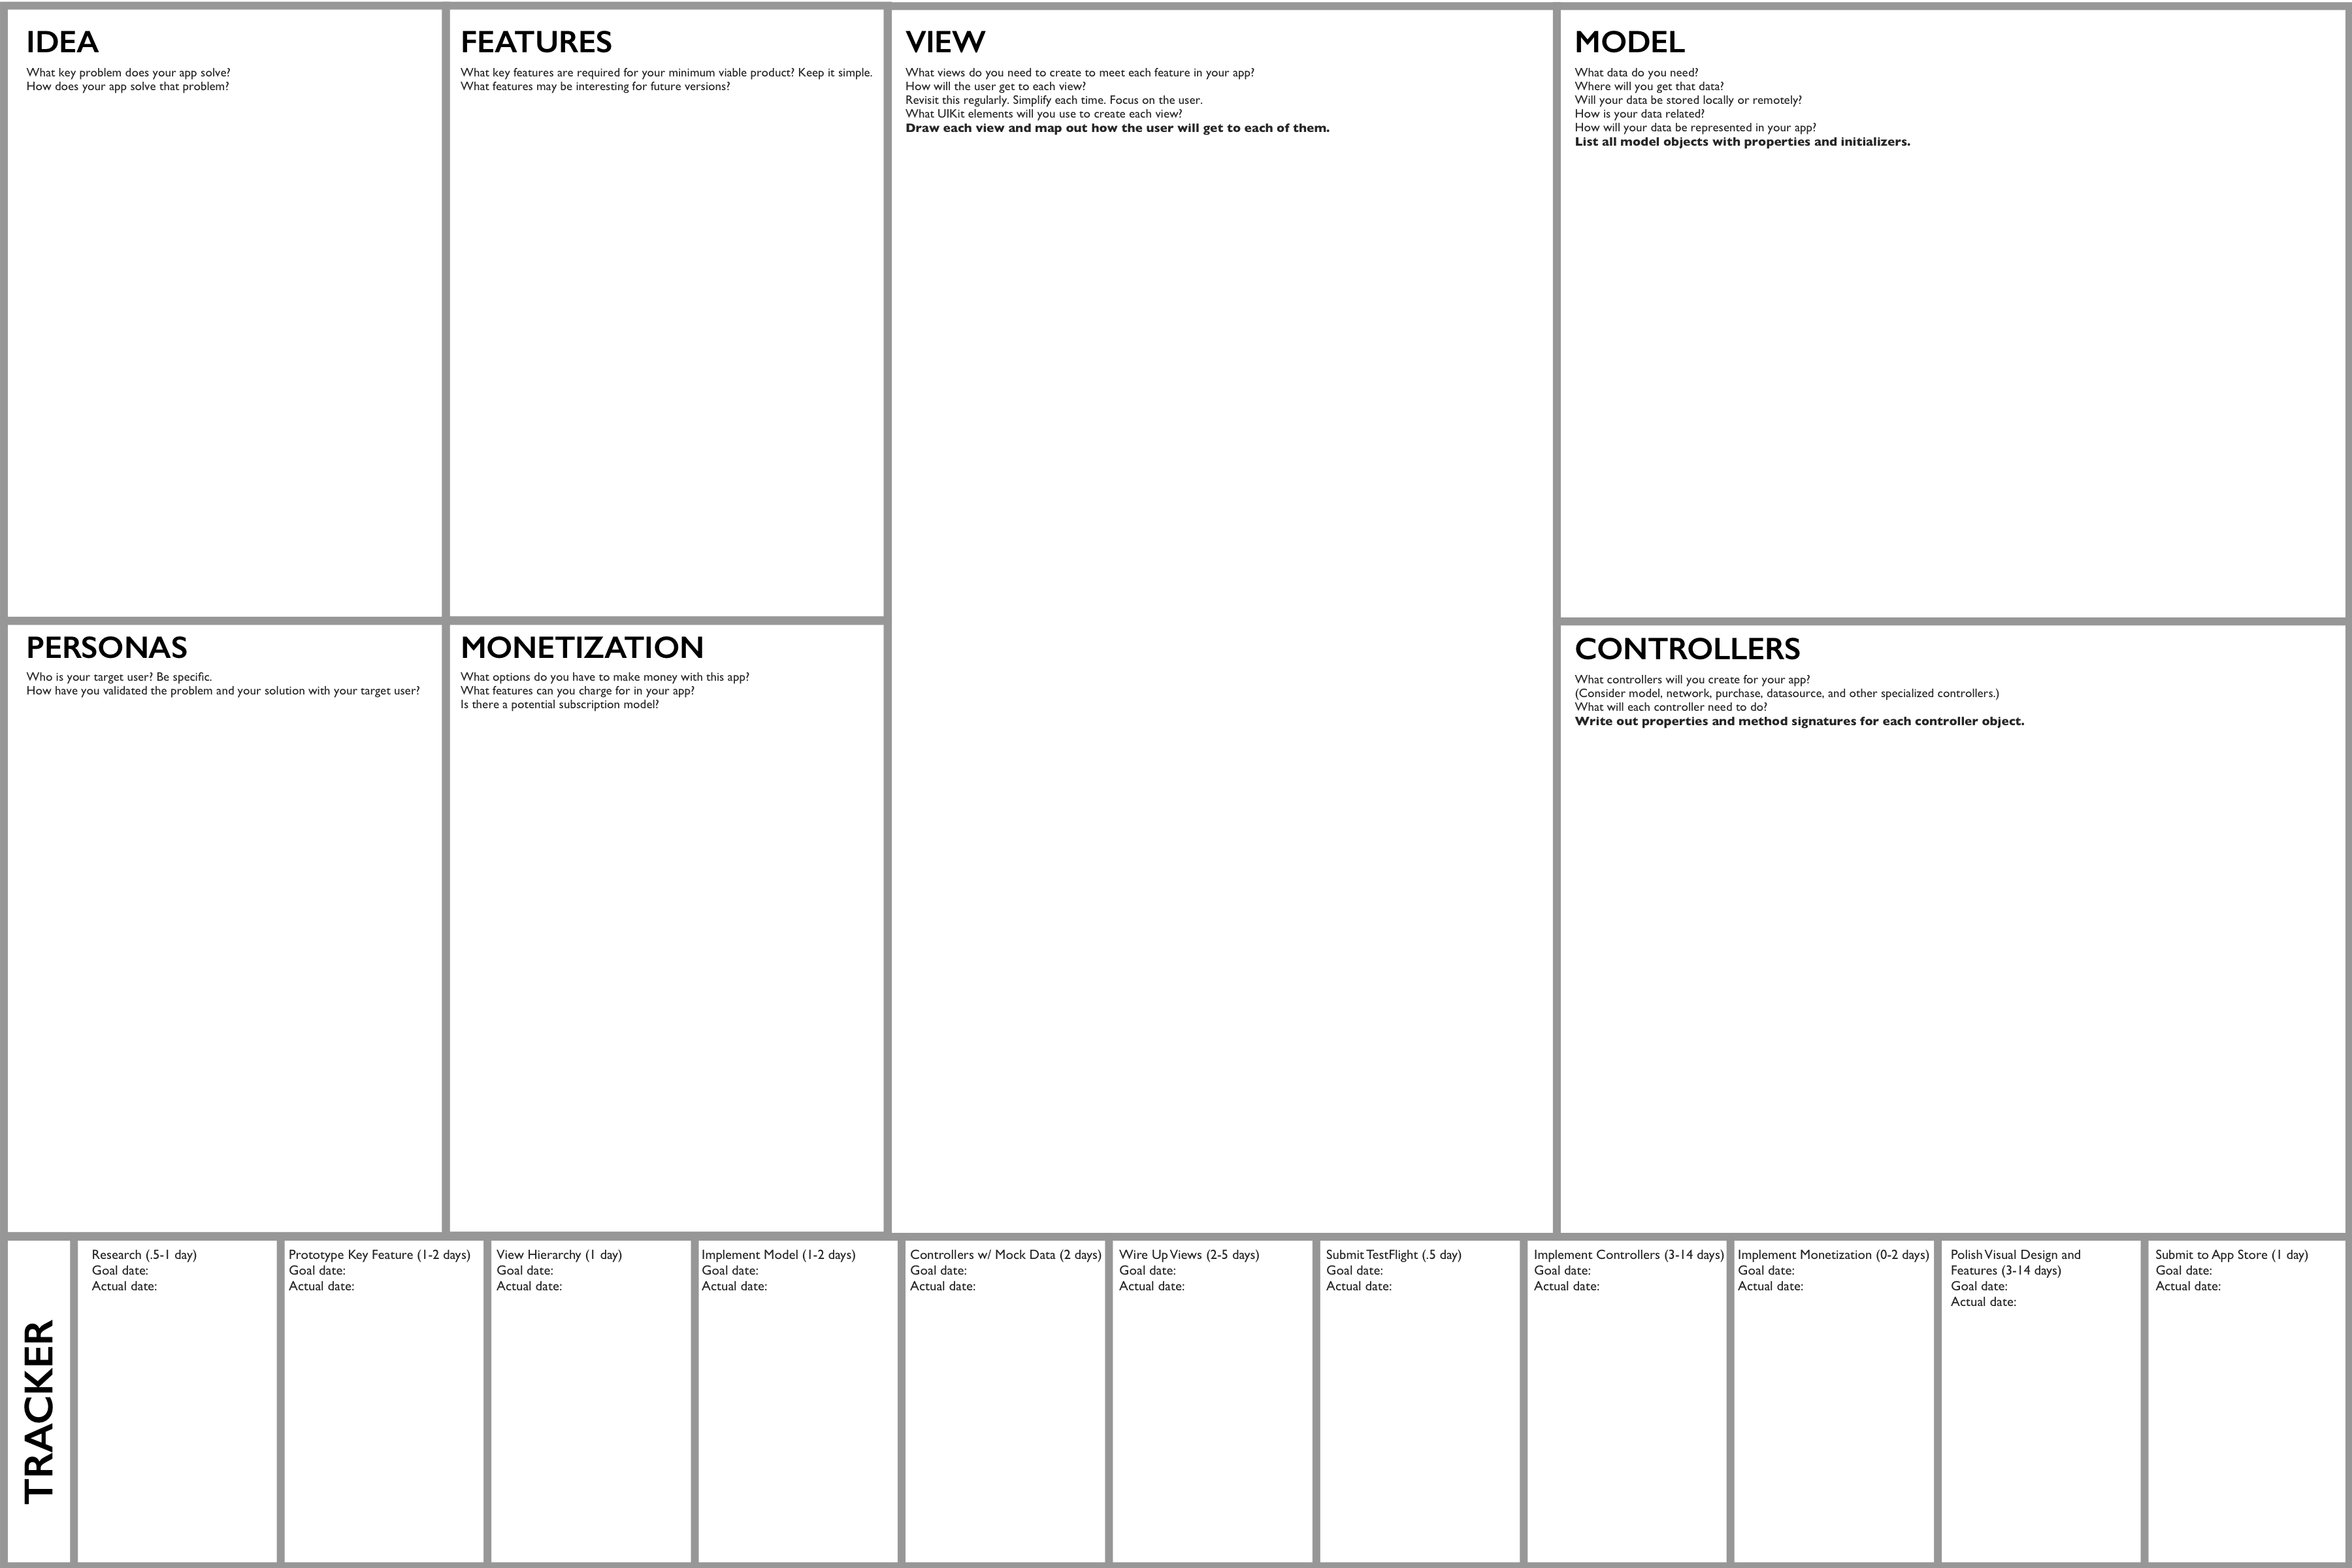 IDEA
What key problem does your app solve?
How does your app solve that problem?
FEATURES
What key features are required for your minimum viable product? Keep it simple.
What features may be interesting for future versions?
VIEW
What views do you need to create to meet each feature in your app?
How will the user get to each view?
Revisit this regularly. Simplify each time. Focus on the user.
What UIKit elements will you use to create each view?
Draw each view and map out how the user will get to each of them.
MODEL
What data do you need?
Where will you get that data?
Will your data be stored locally or remotely?
How is your data related?
How will your data be represented in your app?
List all model objects with properties and initializers.
PERSONAS
Who is your target user? Be specific.
How have you validated the problem and your solution with your target user?
MONETIZATION
What options do you have to make money with this app?
What features can you charge for in your app?
Is there a potential subscription model?
CONTROLLERS
What controllers will you create for your app?
(Consider model, network, purchase, datasource, and other specialized controllers.)
What will each controller need to do?
Write out properties and method signatures for each controller object.
TRACKER
Research (.5-1 day)
Goal date:
Actual date:
Prototype Key Feature (1-2 days)
Goal date:
Actual date:
View Hierarchy (1 day)
Goal date:
Actual date:
Implement Model (1-2 days)
Goal date:
Actual date:
Controllers w/ Mock Data (2 days)
Goal date:
Actual date:
Wire Up Views (2-5 days)
Goal date:
Actual date:
Submit TestFlight (.5 day)
Goal date:
Actual date:
Implement Controllers (3-14 days)
Goal date:
Actual date:
Implement Monetization (0-2 days)
Goal date:
Actual date:
Polish Visual Design and
Features (3-14 days)
Goal date:
Actual date:
Submit to App Store (1 day)
Goal date:
Actual date: